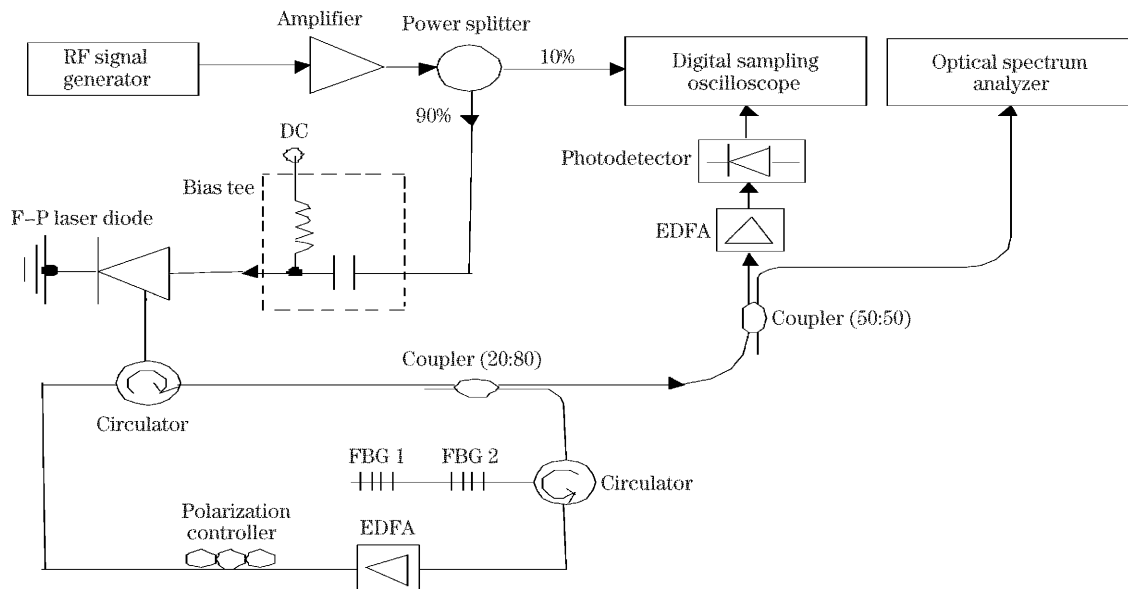 Amplifier
Power splitter
RF signal
generator
10%
Digital sampling
oscilloscope
Optical spectrum
analyzer
90%
DC
Photodetector
Bias tee
F-P laser diode
EDFA
Coupler (50:50)
Coupler (20:80)
Circulator
FBG 1
FBG 2
Circulator
Polarization
controller
EDFA